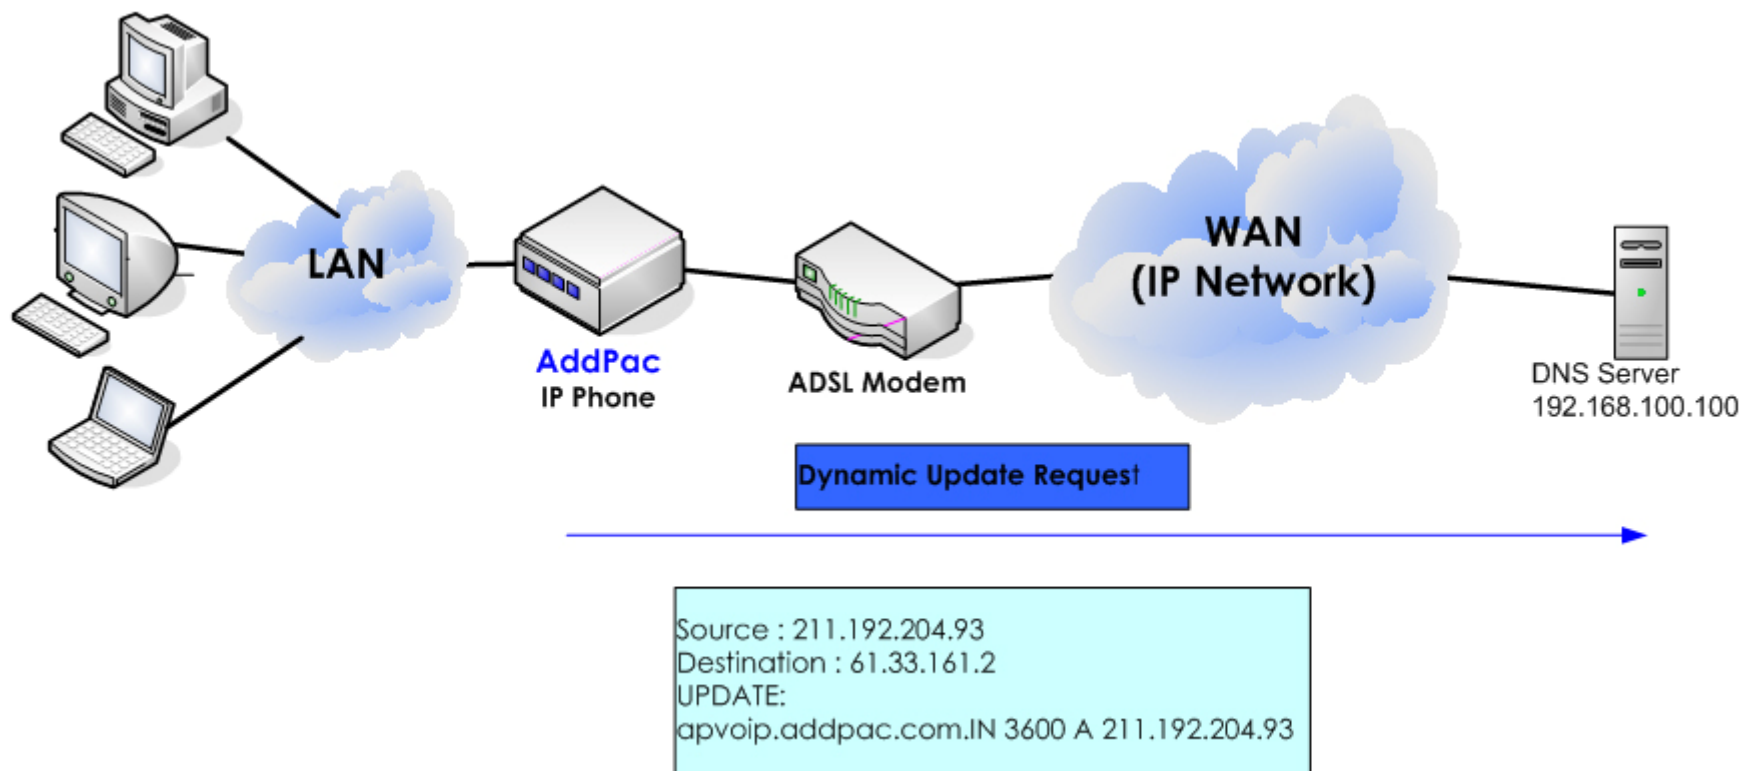 LAN
AddPac
IP Phone
ADSL Modem
WAN
(IP Network)
DNS Server
192.168.100.100
Dynamic Update Request
Source : 211.192.204.93
Destination : 61.33.161.2
UPDATE:
apvoip.addpac.com.IN 3600 A 211.192.204.93